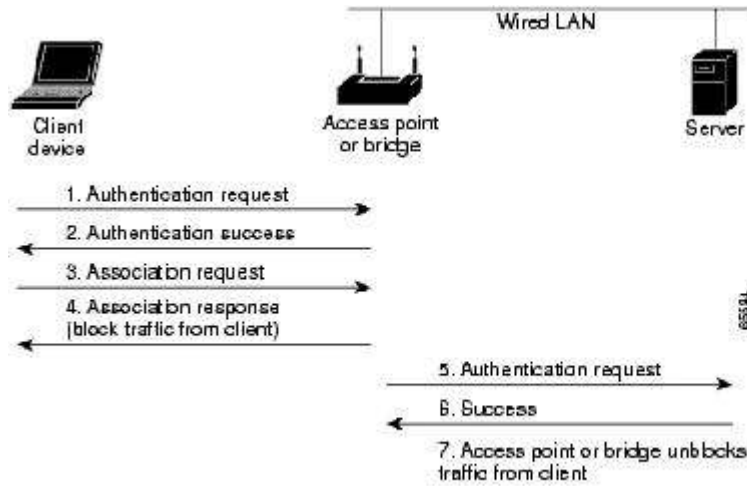 Wired LAN
Client
device
Access point
or bridge
Server
1. Authentication request
2. Authentication success
3. Association request
4. Association response
(block traffic from client)
5. Authentication request
6. Success
7. Access point or bridge unblocks
traffic from client